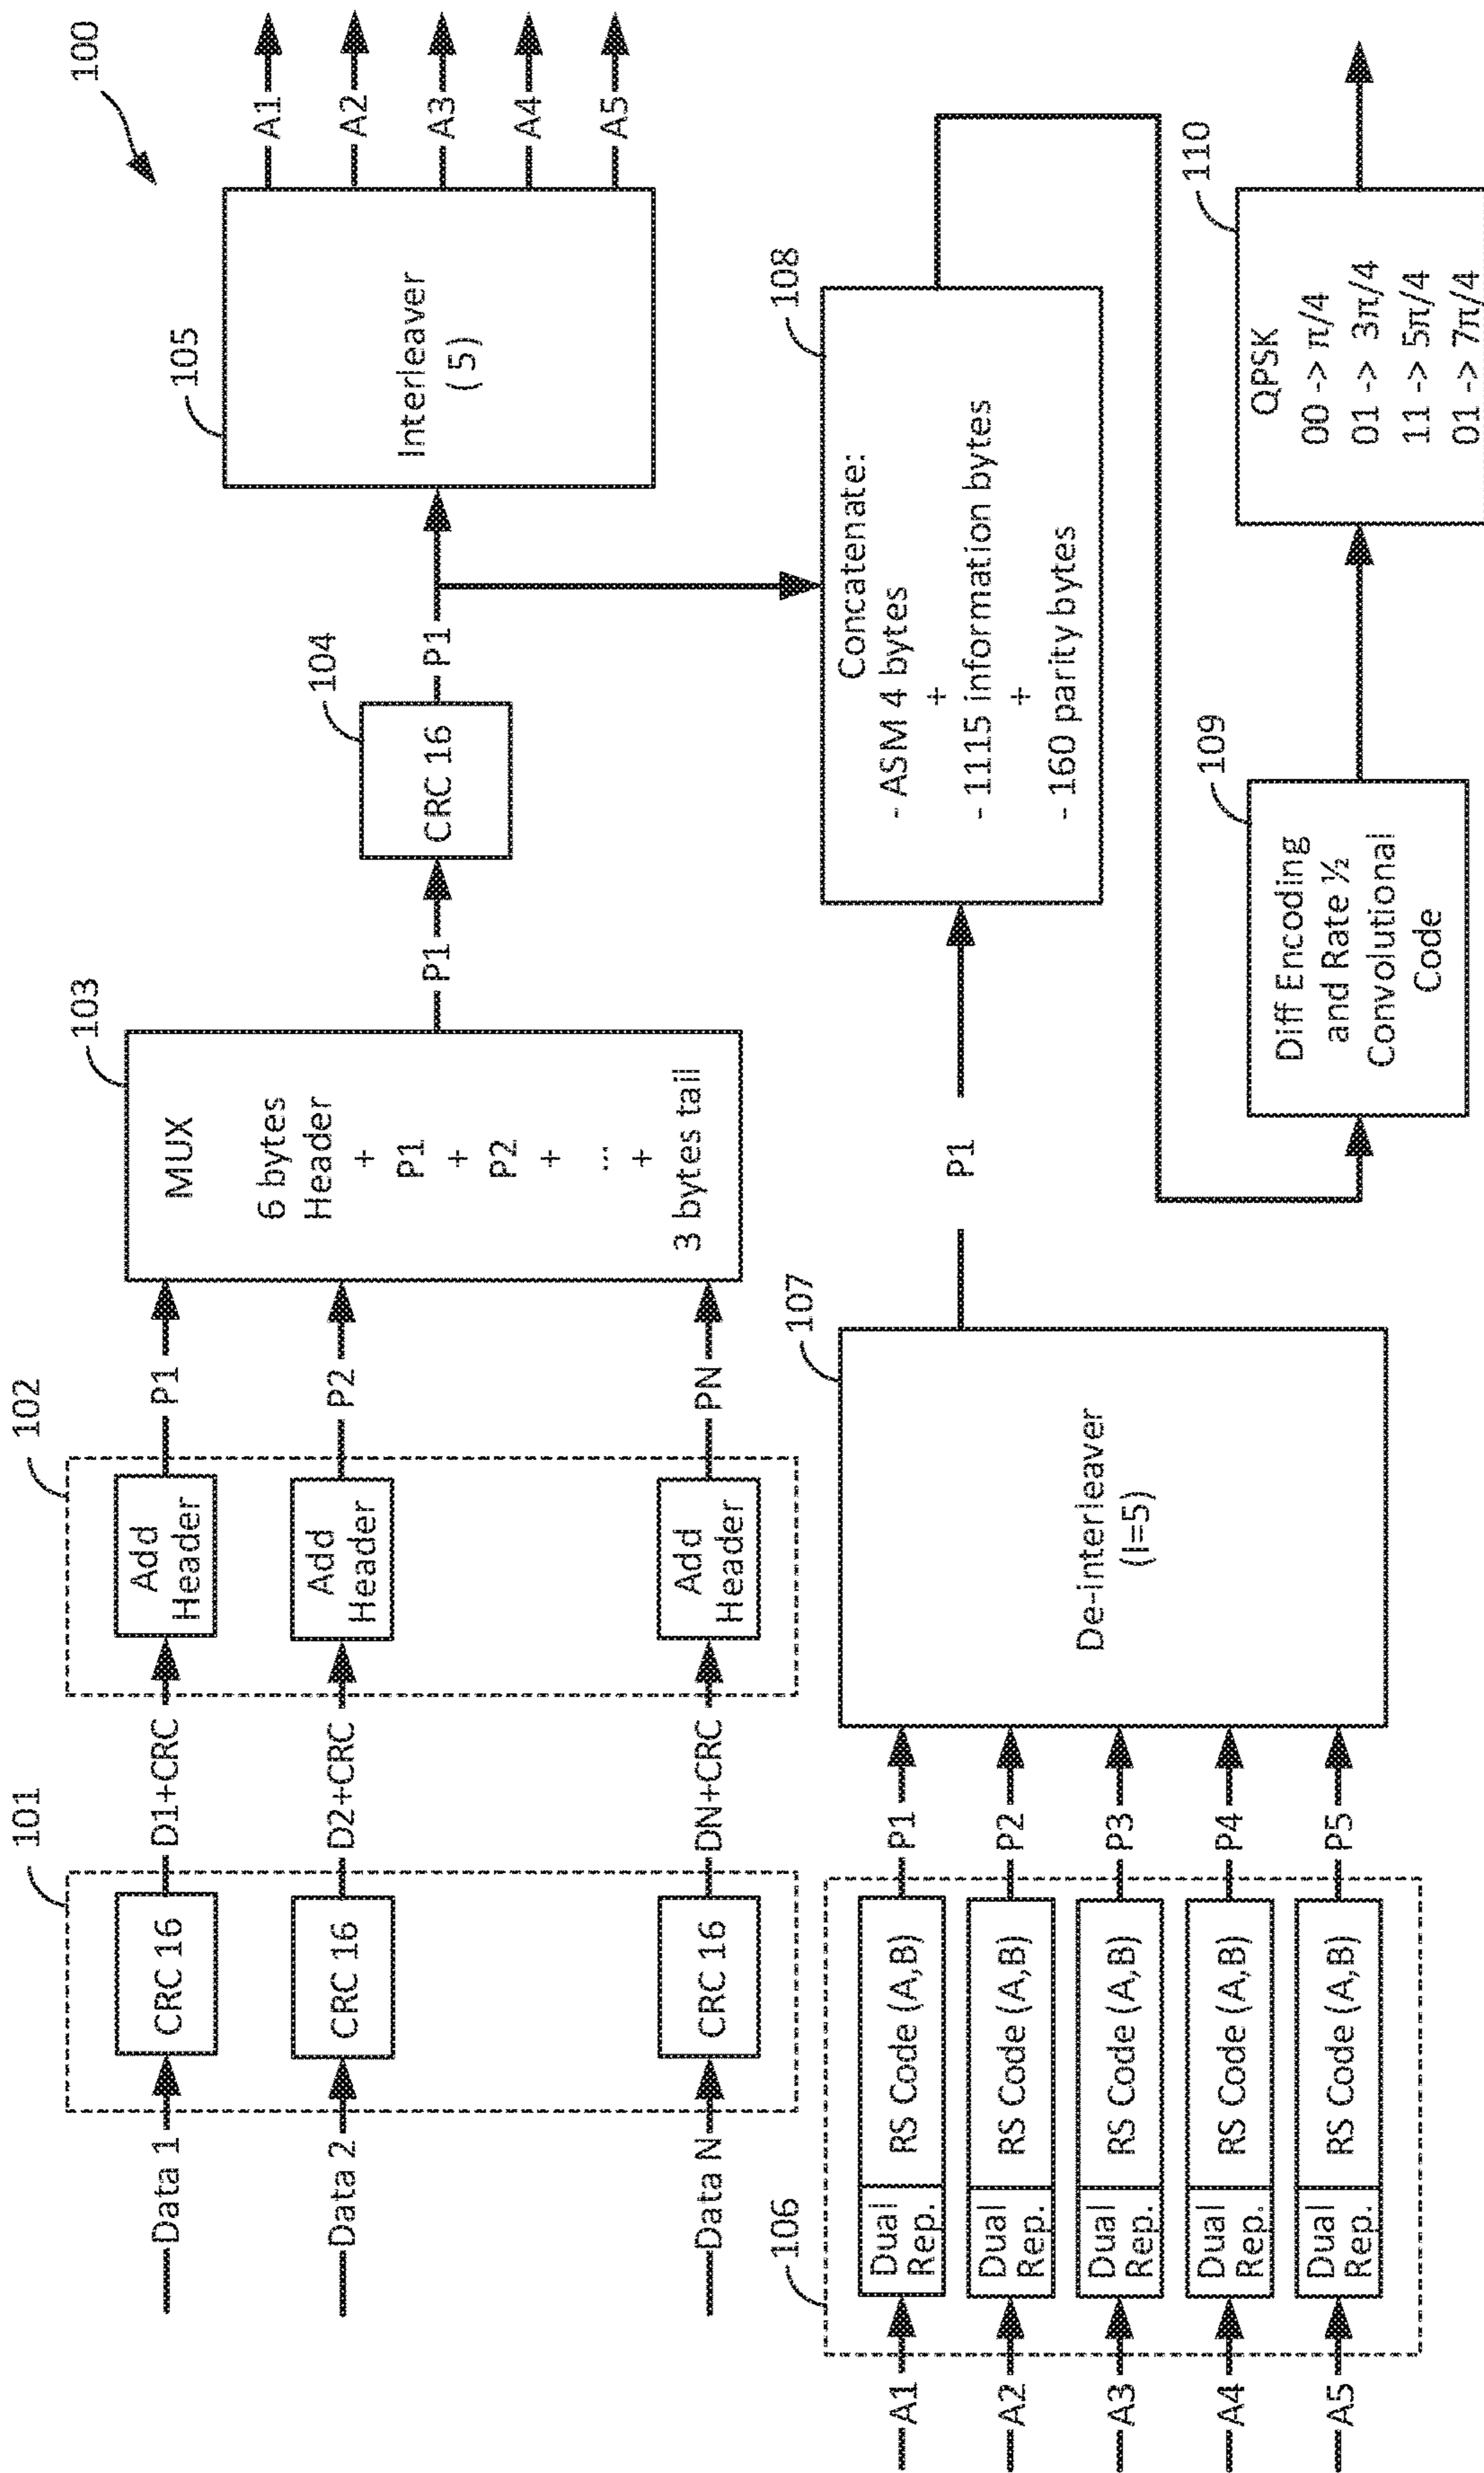 100
101
102
103
104
105
Data 1
CRC 16
D1+CRC
Add
Header
P1
Data 2
CRC 16
D2+CRC
Add
Header
P2
Data N
CRC 16
DN+CRC
Add
Header
PN
MUX
6 bytes
Header
+
P1
+
P2
+
...
+
3 bytes tail
P1
CRC 16
P1
Interleaver
( 5)
A1
A2
A3
A4
A5
106
107
108
A1
Dual
Rep.
RS Code (A,B)
P1
A2
Dual
Rep.
RS Code (A,B)
P2
A3
Dual
Rep.
RS Code (A,B)
P3
A4
Dual
Rep.
RS Code (A,B)
P4
A5
Dual
Rep.
RS Code (A,B)
P5
De-interleaver
(I=5)
P1
Concatenate:
- ASM 4 bytes
+
- 1115 information bytes
+
- 160 parity bytes
109
Diff Encoding
and Rate ½
Convolutional
Code
110
QPSK
00 -> π/4
01 -> 3π/4
11 -> 5π/4
01 -> 7π/4